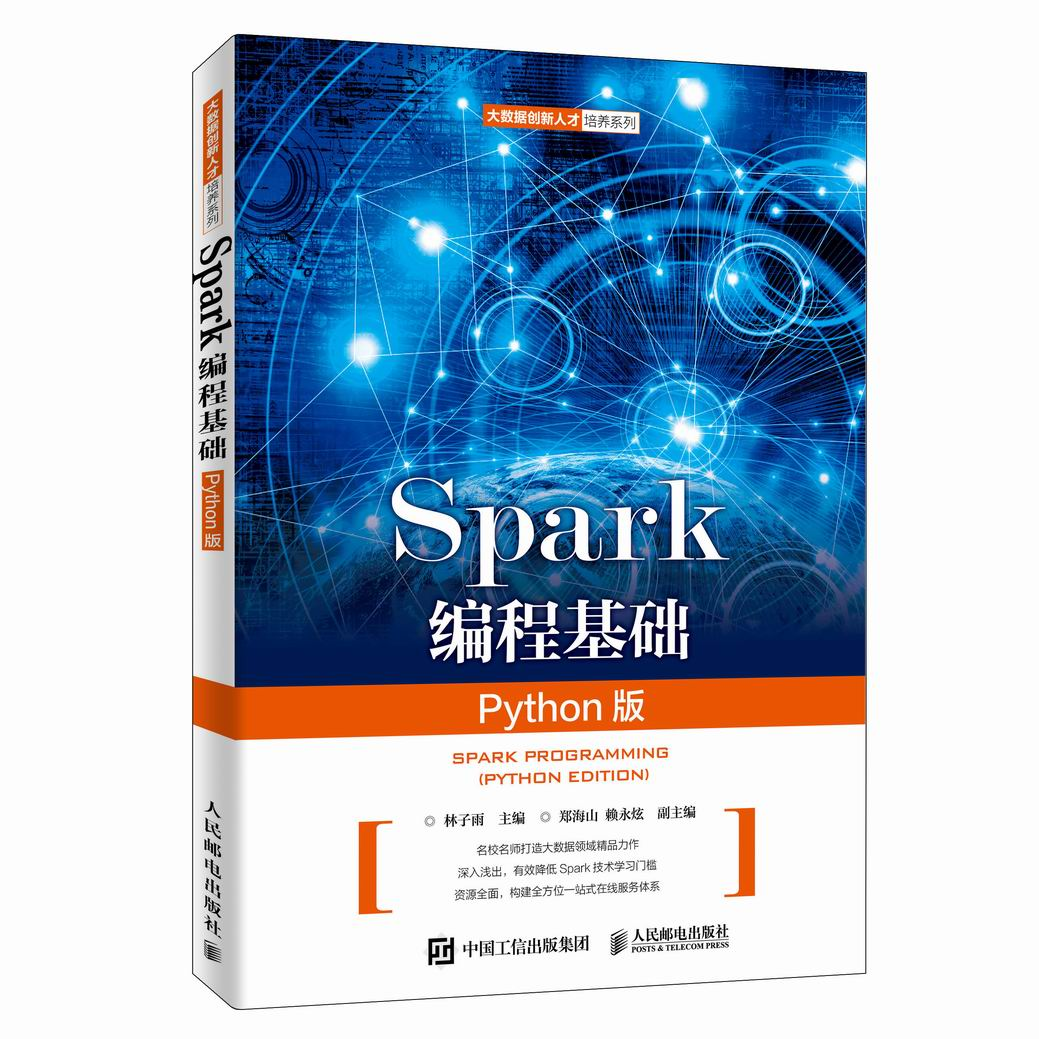 大数据创新人才 培养系列
Spark 编程基础 Python版
人民邮电出版社
大数据创新人才 培养系列
Spark
编程基础
Python 版
SPARK PROGRAMMING
(PYTHON EDITION)
◎ 林子雨 主编 ◎ 郑海山 赖永炫 副主编
名校名师打造大数据领域精品力作
深入浅出,有效降低 Spark 技术学习门槛
资源全面,构建全方位一站式在线服务体系
中国工信出版集团 人民邮电出版社
POSTS & TELECOM PRESS